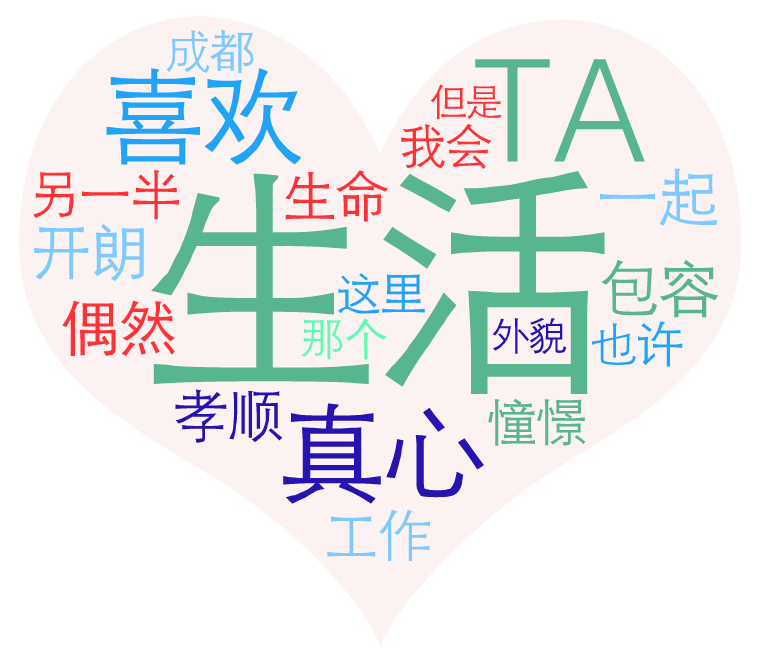 成都
喜欢
TA
但是
我会
另一半
生命
一起
开朗
生活
包容
这里
偶然
那个
外貌
也许
孝顺
真心
憧憬
工作